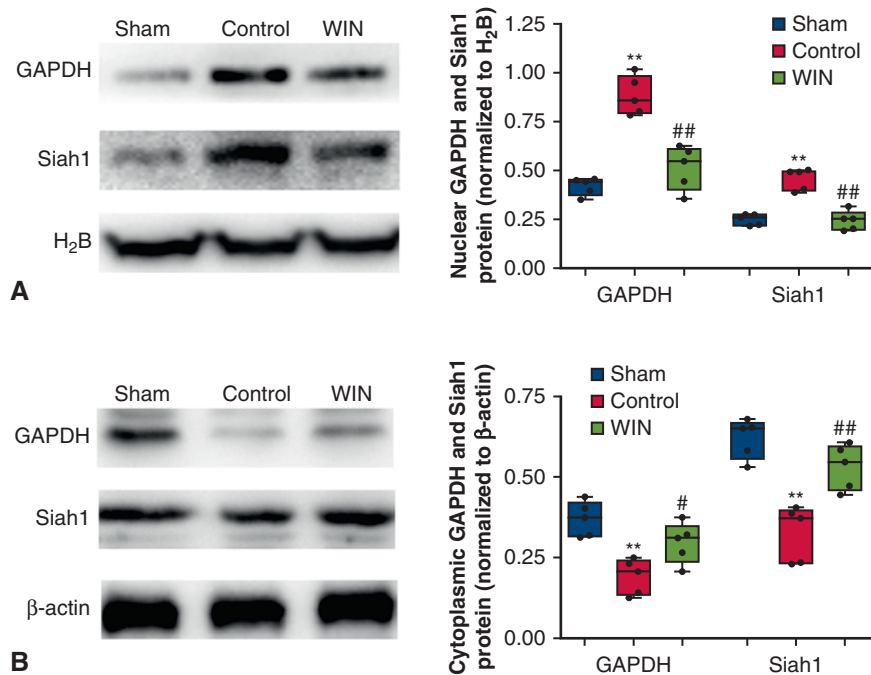 Sham Control WIN
GAPDH
Siah1
H₂B
A
Nuclear GAPDH and Siah1
protein (normalized to H₂B)
1.25
1.00
0.75
0.50
0.25
0.00
Sham
Control
WIN
**
##
**
##
GAPDH Siah1
Sham Control WIN
GAPDH
Siah1
β-actin
B
Cytoplasmic GAPDH and Siah1
protein (normalized to β-actin)
0.75
0.50
0.25
0.00
Sham
Control
WIN
**
#
**
##
GAPDH Siah1